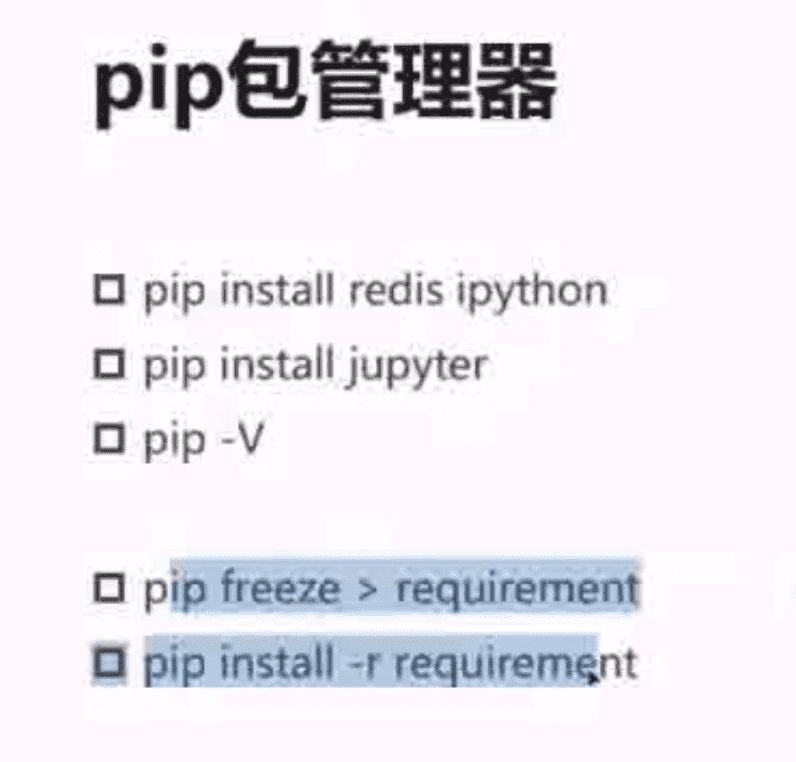 pip包管理器
pip install redis ipython
pip install jupyter
pip -V
pip freeze > requirement
pip install -r requirement